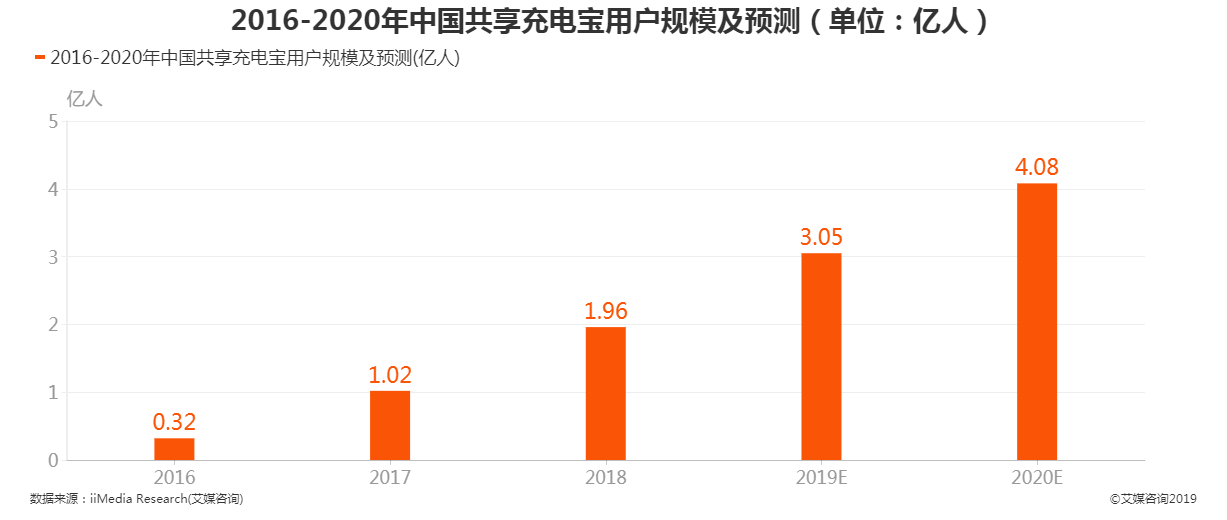 2016-2020年中国共享充电宝用户规模及预测（单位：亿人）
2016-2020年中国共享充电宝用户规模及预测(亿人)
亿人
5
4
3
2
1
0
0.32
1.02
1.96
3.05
4.08
2016
2017
2018
2019E
2020E
数据来源：iiMedia Research(艾媒咨询)
©艾媒咨询2019